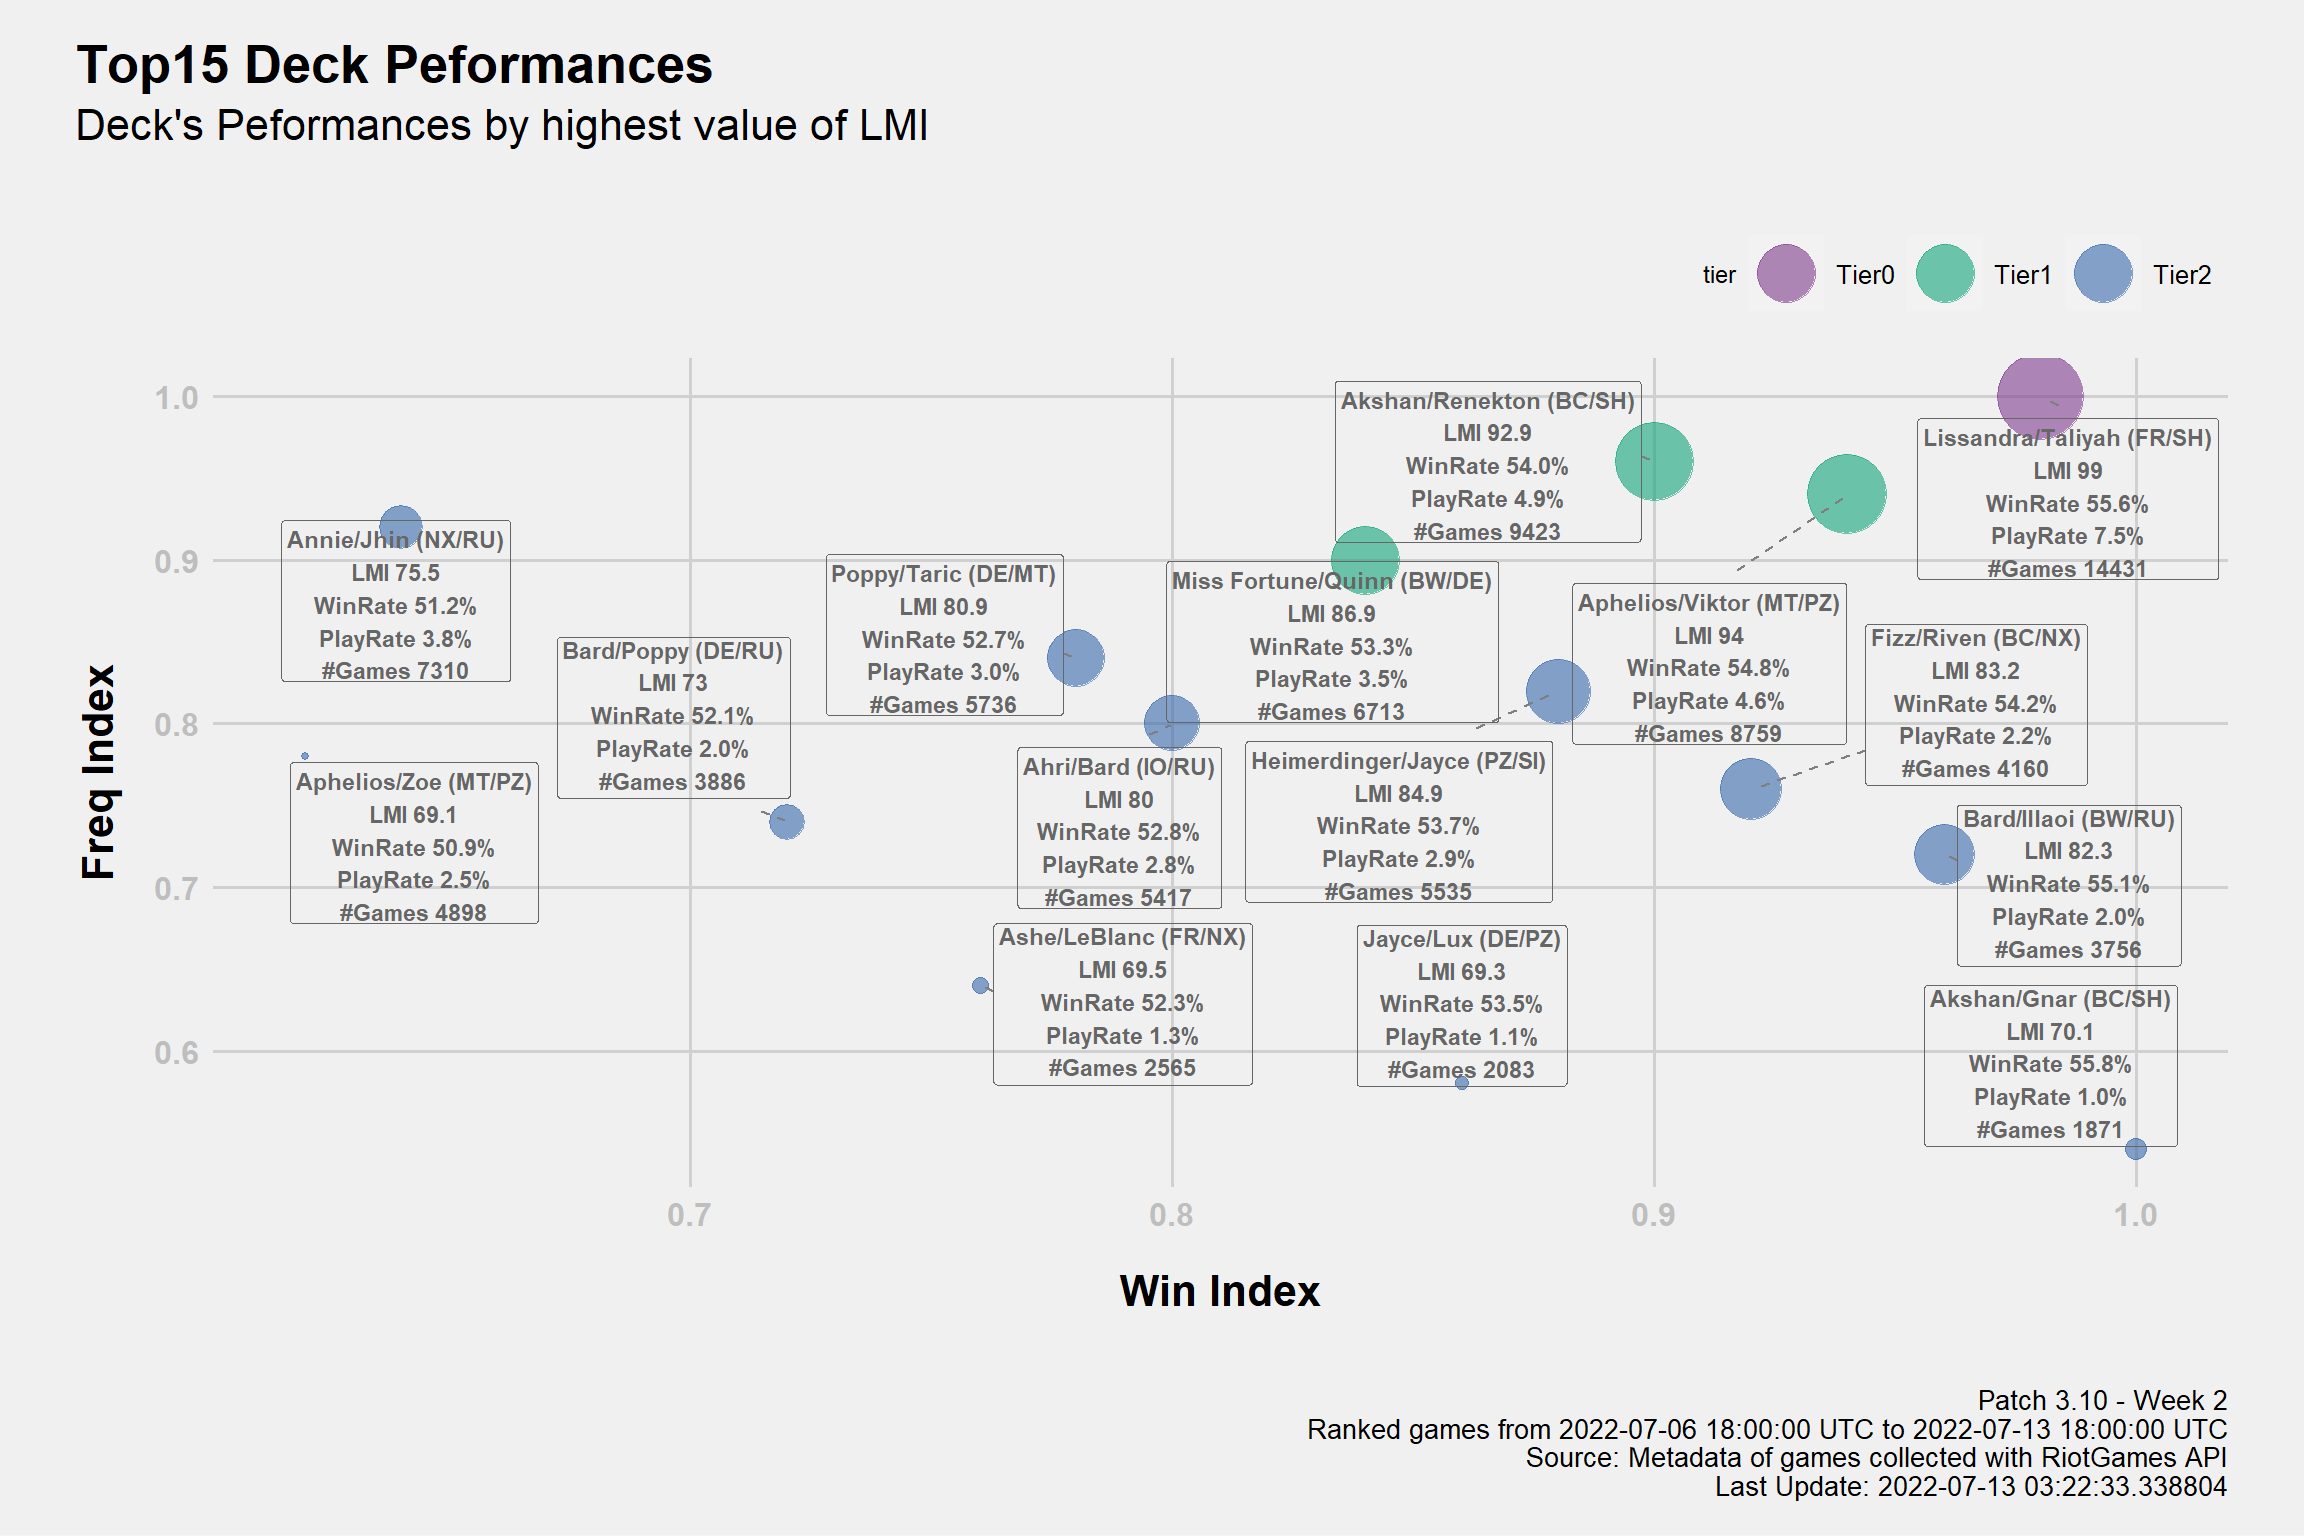 Top15 Deck Peformances
Deck's Peformances by highest value of LMI
tier
Tier0
Tier1
Tier2
Freq Index
1.0
0.9
0.8
0.7
0.6
Akshan/Renekton (BC/SH)
LMI 92.9
WinRate 54.0%
PlayRate 4.9%
#Games 9423
Lissandra/Taliyah (FR/SH)
LMI 99
WinRate 55.6%
PlayRate 7.5%
#Games 14431
Annie/Jhin (NX/RU)
LMI 75.5
WinRate 51.2%
PlayRate 3.8%
#Games 7310
Poppy/Taric (DE/MT)
LMI 80.9
WinRate 52.7%
PlayRate 3.0%
#Games 5736
Miss Fortune/Quinn (BW/DE)
LMI 86.9
WinRate 53.3%
PlayRate 3.5%
#Games 6713
Aphelios/Viktor (MT/PZ)
LMI 94
WinRate 54.8%
PlayRate 4.6%
#Games 8759
Fizz/Riven (BC/NX)
LMI 83.2
WinRate 54.2%
PlayRate 2.2%
#Games 4160
Bard/Poppy (DE/RU)
LMI 73
WinRate 52.1%
PlayRate 2.0%
#Games 3886
Aphelios/Zoe (MT/PZ)
LMI 69.1
WinRate 50.9%
PlayRate 2.5%
#Games 4898
Ahri/Bard (IO/RU)
LMI 80
WinRate 52.8%
PlayRate 2.8%
#Games 5417
Heimerdinger/Jayce (PZ/SI)
LMI 84.9
WinRate 53.7%
PlayRate 2.9%
#Games 5535
Bard/Illaoi (BW/RU)
LMI 82.3
WinRate 55.1%
PlayRate 2.0%
#Games 3756
Ashe/LeBlanc (FR/NX)
LMI 69.5
WinRate 52.3%
PlayRate 1.3%
#Games 2565
Jayce/Lux (DE/PZ)
LMI 69.3
WinRate 53.5%
PlayRate 1.1%
#Games 2083
Akshan/Gnar (BC/SH)
LMI 70.1
WinRate 55.8%
PlayRate 1.0%
#Games 1871
0.7
0.8
0.9
1.0
Win Index
Patch 3.10 - Week 2
Ranked games from 2022-07-06 18:00:00 UTC to 2022-07-13 18:00:00 UTC
Source: Metadata of games collected with RiotGames API
Last Update: 2022-07-13 03:22:33.338804